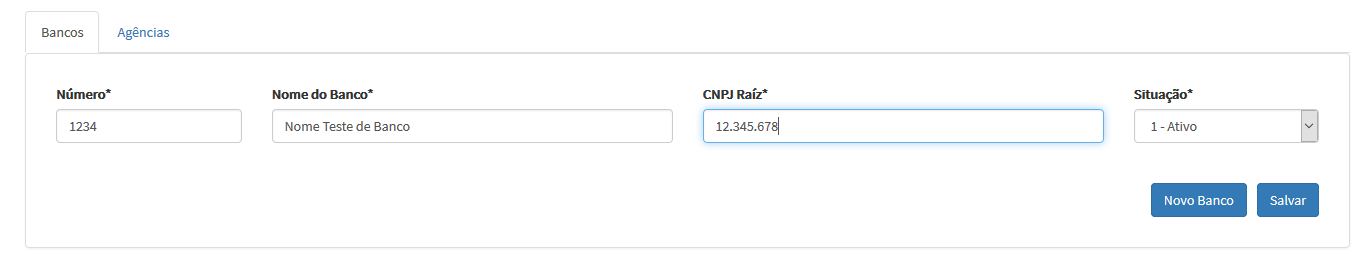 Bancos Agências
Número* Nome do Banco* CNPJ Raíz* Situação*
1234 Nome Teste de Banco 12.345.678 1 - Ativo
Novo Banco Salvar